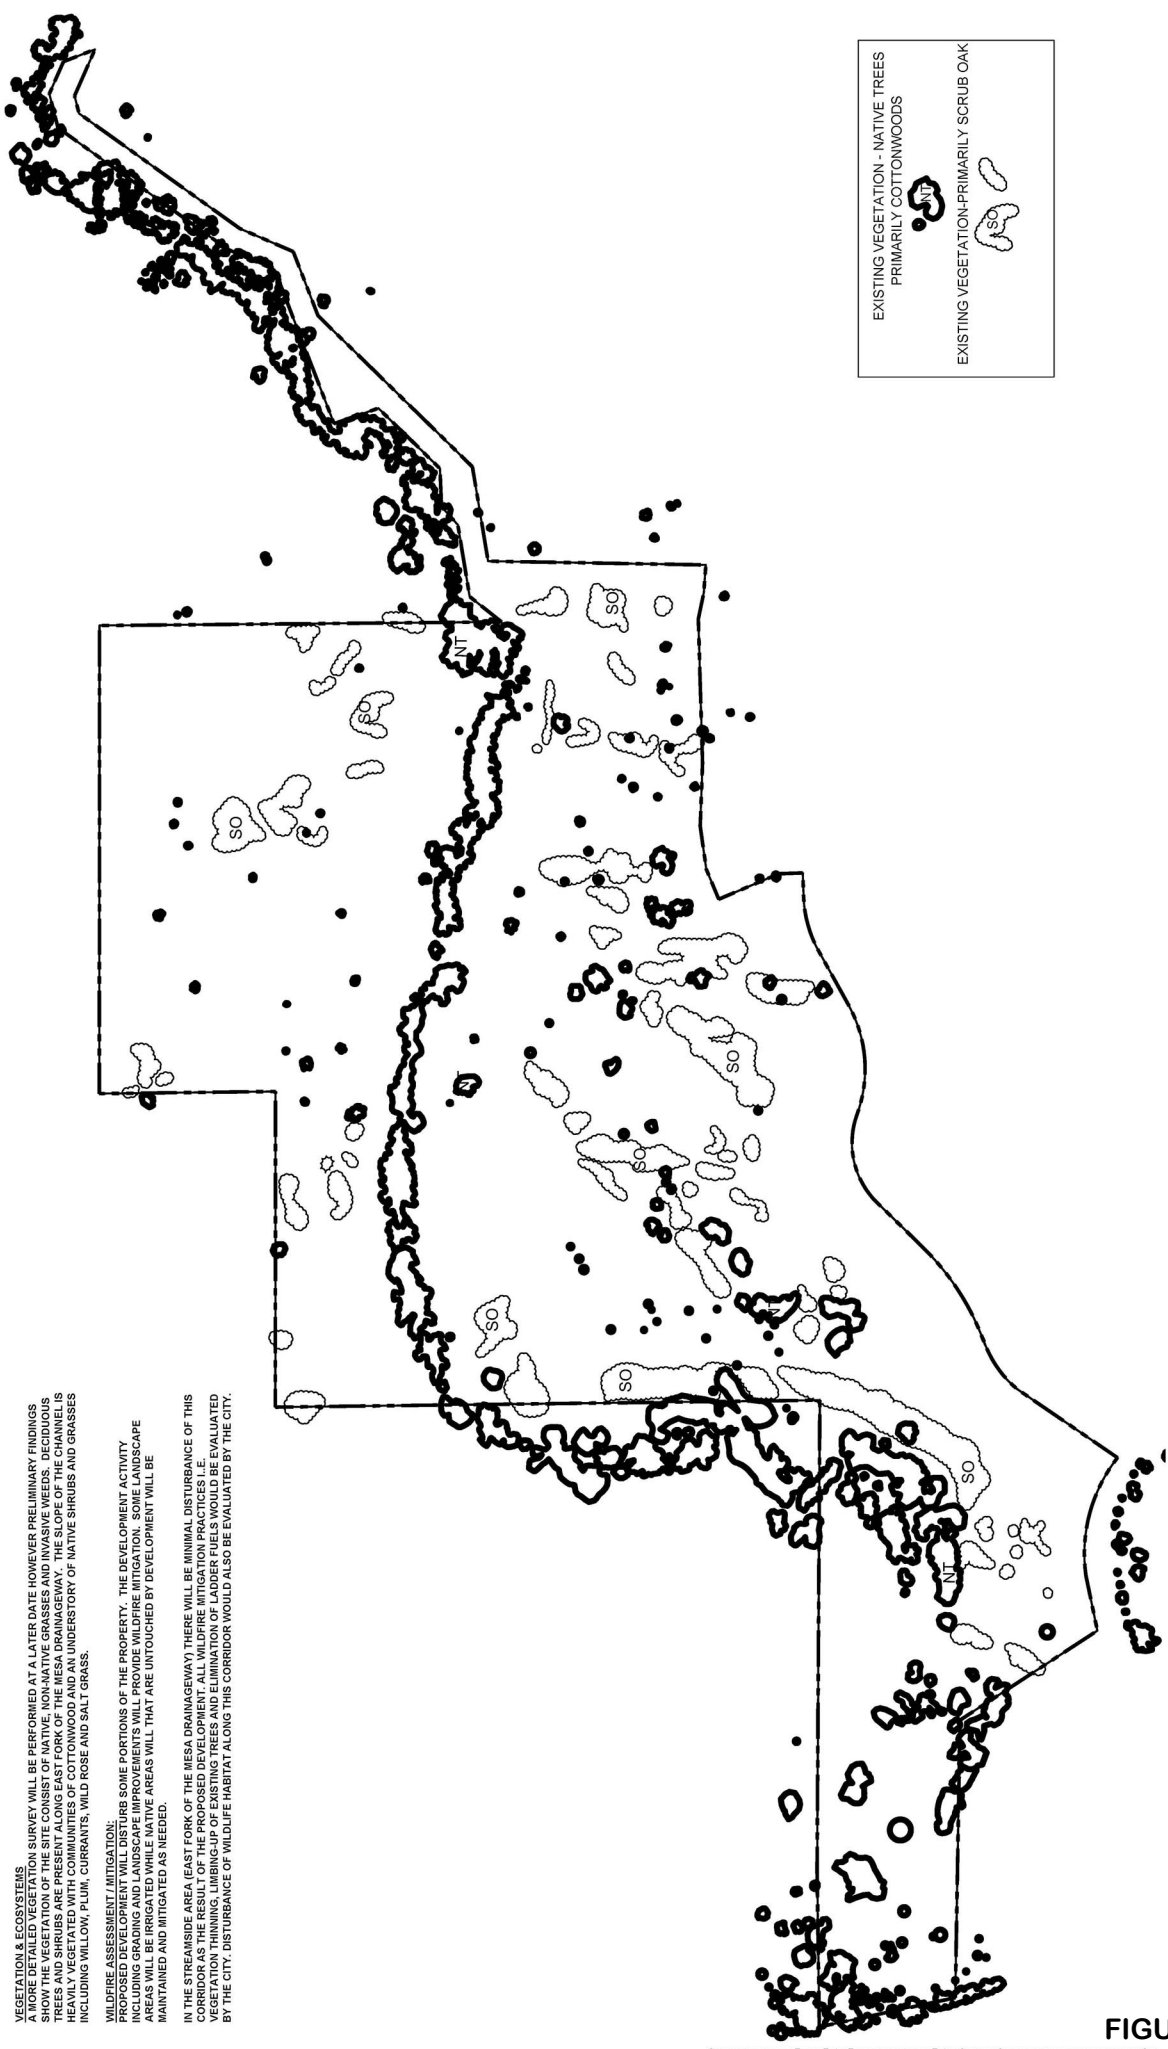 VEGETATION & ECOSYSTEMS
A MORE DETAILED VEGETATION SURVEY WILL BE PERFORMED AT A LATER DATE HOWEVER PRELIMINARY FINDINGS
SHOW THE VEGETATION OF THE SITE CONSIST OF NATIVE, NON-NATIVE GRASSES AND INVASIVE WEEDS. DECIDUOUS
TREES AND SHRUBS ARE PRESENT ALONG EAST FORK OF THE MESA DRAINAGEWAY. THE SLOPE OF THE CHANNEL IS
HEAVILY VEGETATED WITH COMMUNITIES OF COTTONWOOD AND AN UNDERSTORY OF NATIVE SHRUBS AND GRASSES
INCLUDING WILLOW, PLUM, CURRANTS, WILD ROSE AND SALT GRASS.
WILDFIRE ASSESSMENT / MITIGATION:
PROPOSED DEVELOPMENT WILL DISTURB SOME PORTIONS OF THE PROPERTY. THE DEVELOPMENT ACTIVITY
INCLUDING GRADING AND LANDSCAPE IMPROVEMENTS WILL PROVIDE WILDFIRE MITIGATION. SOME LANDSCAPE
AREAS WILL BE IRRIGATED WHILE NATIVE AREAS WILL THAT ARE UNTOUCHED BY DEVELOPMENT WILL BE
MAINTAINED AND MITIGATED AS NEEDED.
IN THE STREAMSIDE AREA (EAST FORK OF THE MESA DRAINAGEWAY) THERE WILL BE MINIMAL DISTURBANCE OF THIS
CORRIDOR AS THE RESULT OF THE PROPOSED DEVELOPMENT. ALL WILDFIRE MITIGATION PRACTICES I.E.
VEGETATION THINNING, LIMBING-UP OF EXISTING TREES AND ELIMINATION OF LADDER FUELS WOULD BE EVALUATED
BY THE CITY. DISTURBANCE OF WILDLIFE HABITAT ALONG THIS CORRIDOR WOULD ALSO BE EVALUATED BY THE CITY.
EXISTING VEGETATION - NATIVE TREES
PRIMARILY COTTONWOODS
NT
EXISTING VEGETATION-PRIMARILY SCRUB OAK
SO
SO
SO
NT
SO
NT
SO
SO
SO
SO
NT
SO
NT
FIGU